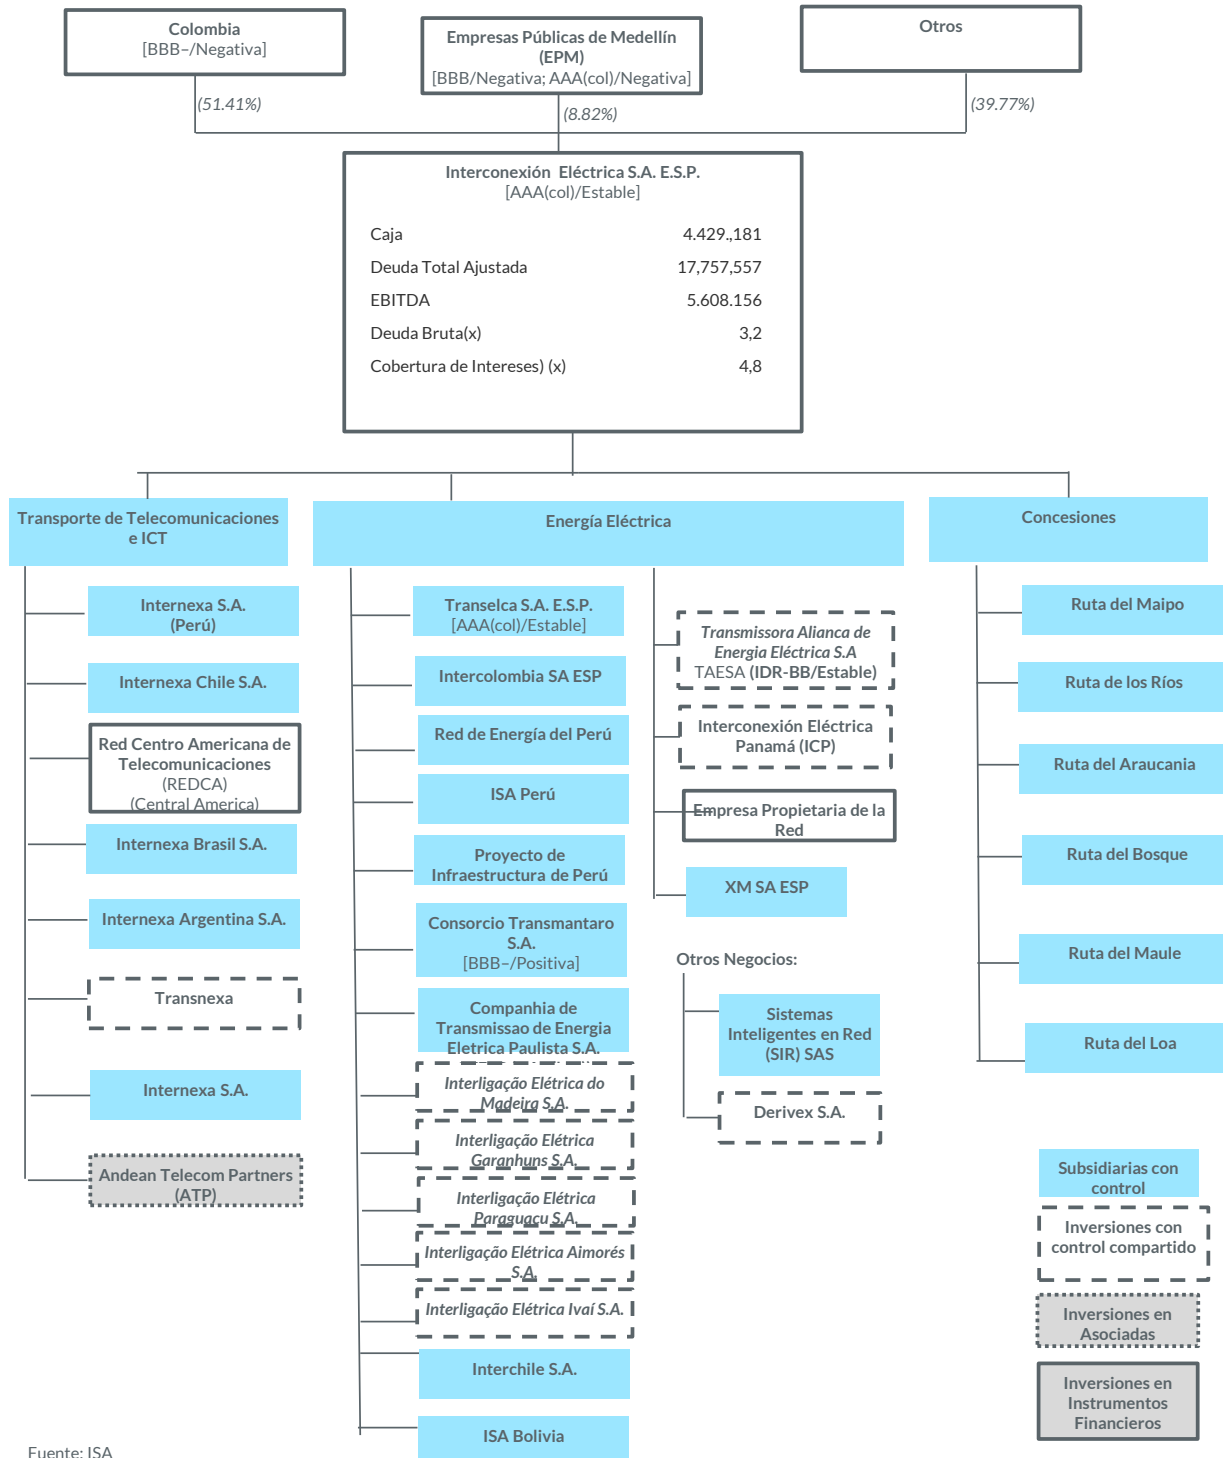 Colombia
[BBB–/Negativa]
Empresas Públicas de Medellín
(EPM)
[BBB/Negativa; AAA(col)/Negativa]
Otros
(51.41%)
(8.82%)
(39.77%)
Interconexión Eléctrica S.A. E.S.P.
[AAA(col)/Estable]
Caja 4.429.,181
Deuda Total Ajustada 17,757,557
EBITDA 5.608.156
Deuda Bruta(x) 3,2
Cobertura de Intereses) (x) 4,8
Transporte de Telecomunicaciones
e ICT
Internexa S.A.
(Perú)
Internexa Chile S.A.
Red Centro Americana de
Telecomunicaciones
(REDCA)
(Central America)
Internexa Brasil S.A.
Internexa Argentina S.A.
Transnexa
Internexa S.A.
Andean Telecom Partners
(ATP)
Energía Eléctrica
Transelca S.A. E.S.P.
[AAA(col)/Estable]
Intercolombia SA ESP
Red de Energía del Perú
ISA Perú
Proyecto de
Infraestructura de Perú
Consorcio Transmantaro
S.A.
[BBB–/Positiva]
Companhia de
Transmissao de Energia
Eletrica Paulista S.A.
Interligação Elétrica do
Madeira S.A.
Interligação Elétrica
Garanhuns S.A.
Interligação Elétrica
Paraguaçu S.A.
Interligação Elétrica Aimorés
S.A.
Interligação Elétrica Ivaí S.A.
Interchile S.A.
ISA Bolivia
Transmissora Alianca de
Energia Eléctrica S.A
TAESA (IDR-BB/Estable)
Interconexión Eléctrica
Panamá (ICP)
Empresa Propietaria de la
Red
XM SA ESP
Otros Negocios:
Sistemas
Inteligentes en Red
(SIR) SAS
Derivex S.A.
Concesiones
Ruta del Maipo
Ruta de los Ríos
Ruta del Araucania
Ruta del Bosque
Ruta del Maule
Ruta del Loa
Subsidiarias con
control
Inversiones con
control compartido
Inversiones en
Asociadas
Inversiones en
Instrumentos
Financieros
Fuente: ISA